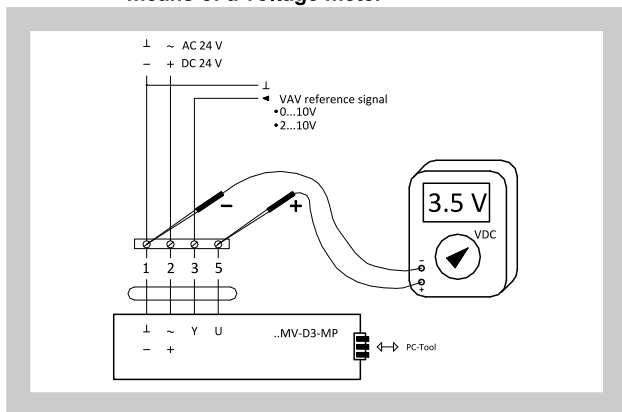 means of a voltage meter
⊥ ~ AC 24 V
− + DC 24 V
⊥
VAV reference signal
•0...10V
•2...10V
− +
3.5 V
VDC
−
+
1 2 3 5
⊥ ~ Y U
− +
..MV-D3-MP
PC-Tool